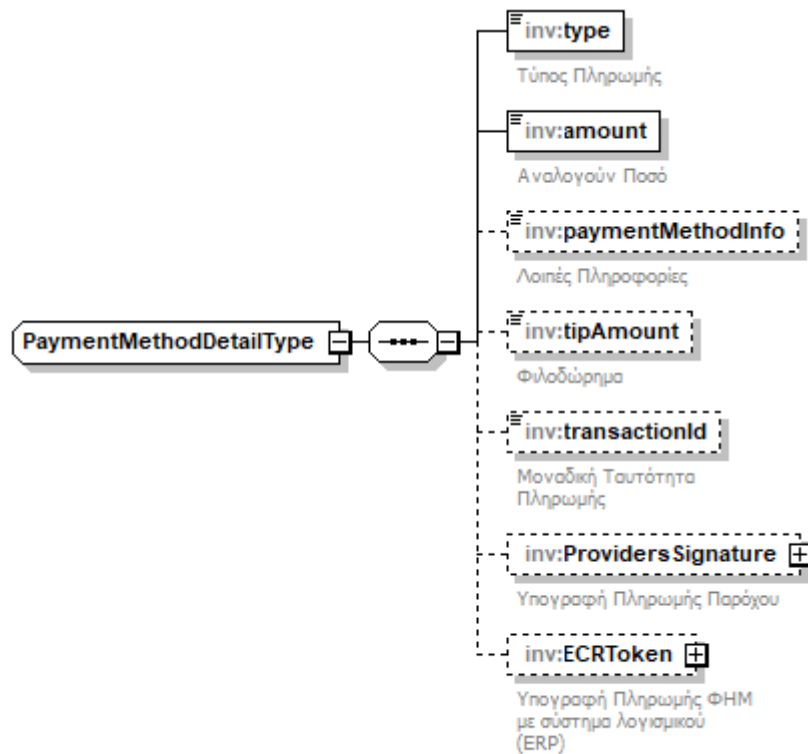 inv:type
Τύπος Πληρωμής
inv:amount
Αναλογούν Ποσό
inv:paymentMethodInfo
Λοιπές Πληροφορίες
PaymentMethodDetailType
inv:tipAmount
Φιλοδώρημα
inv:transactionId
Μοναδική Ταυτότητα
Πληρωμής
inv:ProvidersSignature
Υπογραφή Πληρωμής Παρόχου
inv:ECRToken
Υπογραφή Πληρωμής ΦΗΜ
με σύστημα λογισμικού
(ERP)